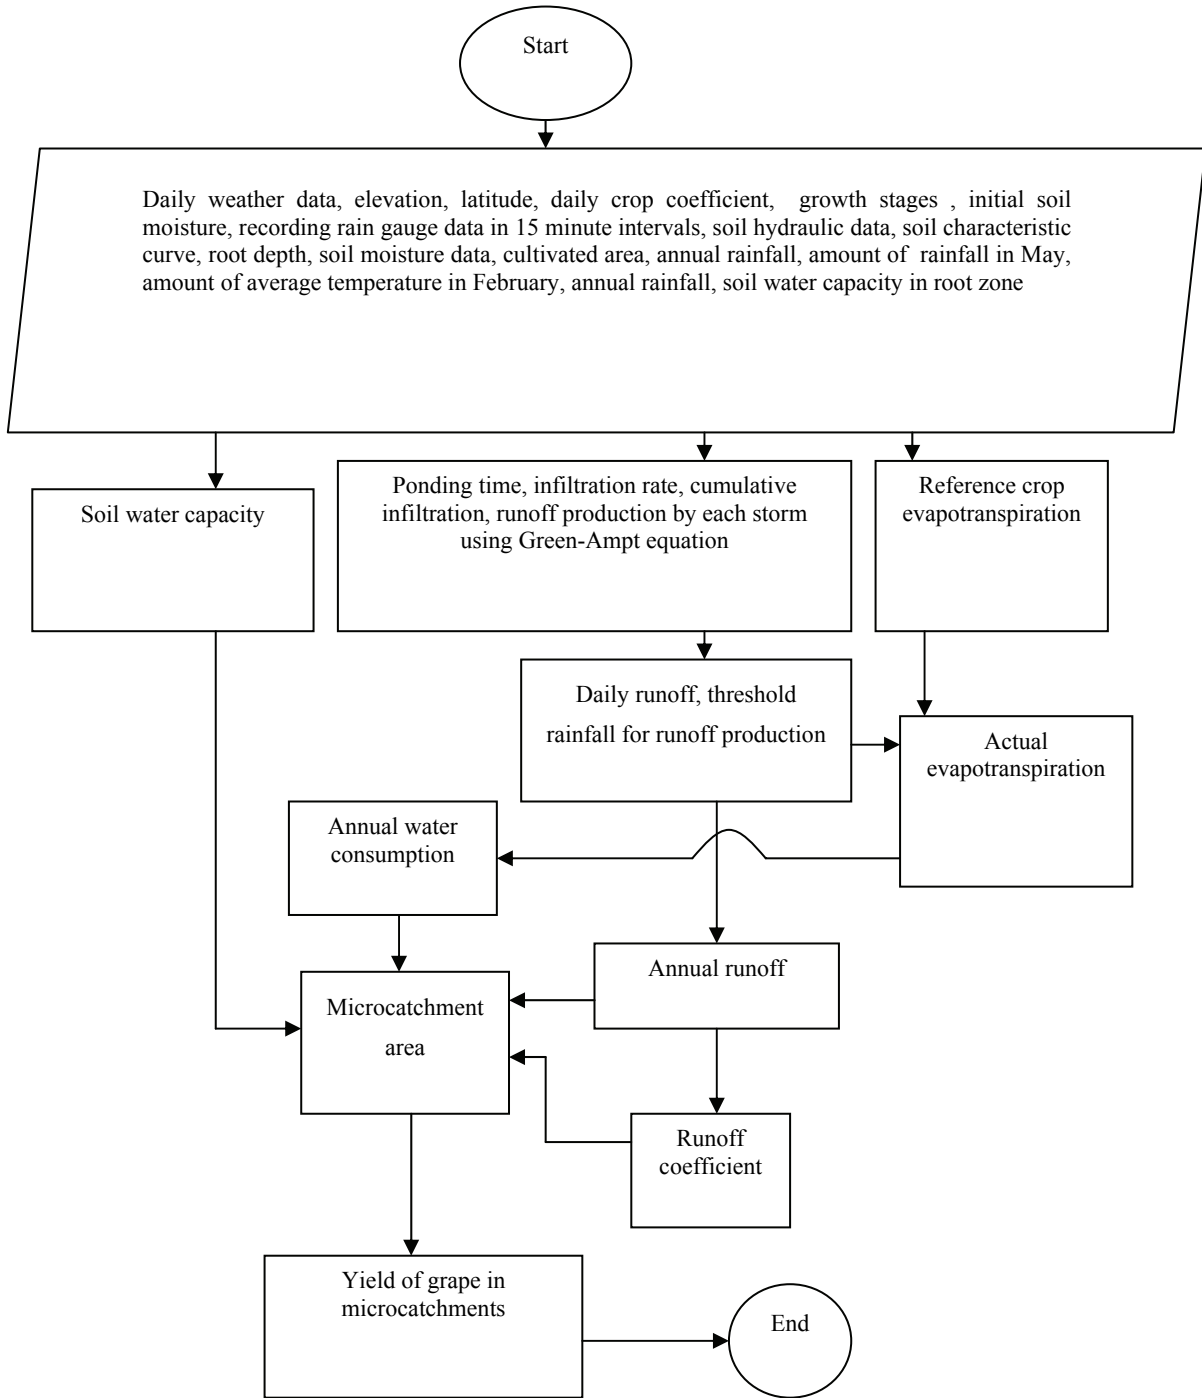 Start
Daily weather data, elevation, latitude, daily crop coefficient, growth stages , initial soil
moisture, recording rain gauge data in 15 minute intervals, soil hydraulic data, soil characteristic
curve, root depth, soil moisture data, cultivated area, annual rainfall, amount of rainfall in May,
amount of average temperature in February, annual rainfall, soil water capacity in root zone
Soil water capacity
Ponding time, infiltration rate, cumulative
infiltration, runoff production by each storm
using Green-Ampt equation
Reference crop
evapotranspiration
Daily runoff, threshold
rainfall for runoff production
Actual
evapotranspiration
Annual water
consumption
Annual runoff
Microcatchment
area
Runoff
coefficient
Yield of grape in
microcatchments
End